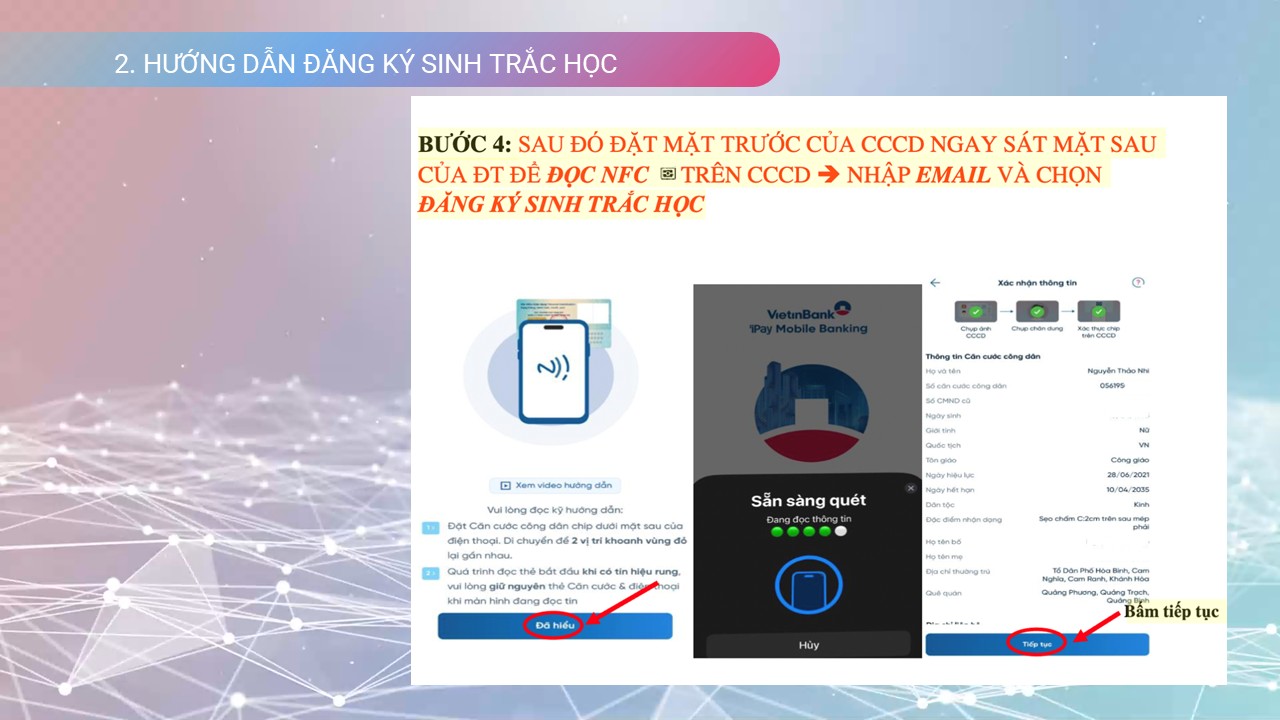 2. HƯỚNG DẪN ĐĂNG KÝ SINH TRẮC HỌC
BƯỚC 4: SAU ĐÓ ĐẶT MẶT TRƯỚC CỦA CCCD NGAY SÁT MẶT SAU
CỦA ĐT ĐỂ ĐỌC NFC TRÊN CCCD ➔ NHẬP EMAIL VÀ CHỌN
ĐĂNG KÝ SINH TRẮC HỌC
Xem video hướng dẫn
Vui lòng đọc kỹ hướng dẫn:
1 Đặt Căn cước công dân chip dưới mặt sau của
điện thoại. Di chuyển để 2 vị trí khoanh vùng đỏ
lại gần nhau.
2 Quá trình đọc thẻ bắt đầu khi có tín hiệu rung,
vui lòng giữ nguyên thẻ Căn cước & điện thoại
khi màn hình đang đọc tin
Đã hiểu
VietinBank
iPay Mobile Banking
Sẵn sàng quét
Đang đọc thông tin
Hủy
Xác nhận thông tin
?
Chụp ảnh
CCCD
Chụp chân dung
Xác thực chip
trên CCCD
Thông tin Căn cước công dân
Họ và tên Nguyễn Thảo Nhi
Số căn cước công dân 056195
Số CMND cũ
Ngày sinh
Giới tính Nữ
Quốc tịch VN
Tôn giáo Công giáo
Ngày hiệu lực 28/06/2021
Ngày hết hạn 10/04/2035
Dân tộc Kinh
Đặc điểm nhận dạng Sẹo chấm C:2cm trên sau mép
phải
Họ tên bố
Họ tên mẹ
Địa chỉ thường trú Tổ Dân Phố Hòa Bình, Cam
Nghĩa, Cam Ranh, Khánh Hòa
Quê quán Quảng Phương, Quảng Trạch,
Quảng Bình
Bấm tiếp tục
Tiếp tục